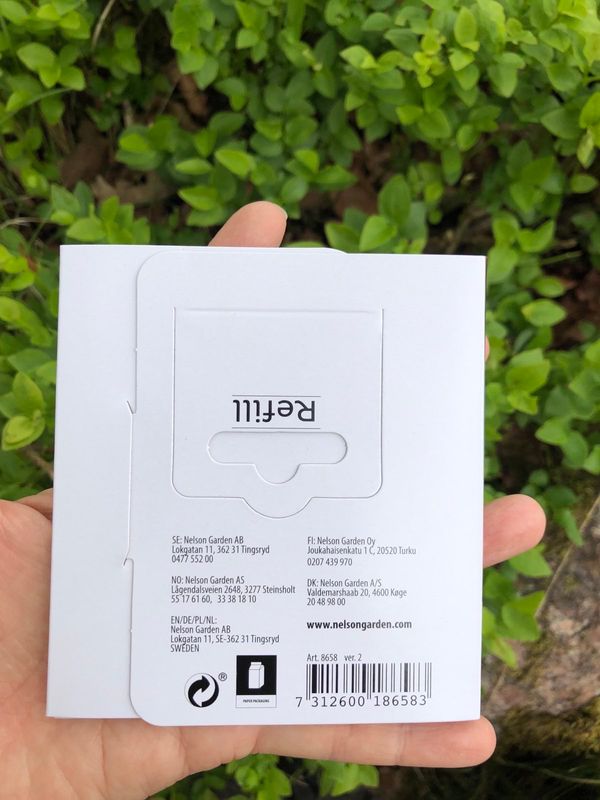 Refill
SE: Nelson Garden AB
Lokgatan 11, 362 31 Tingsryd
0477 552 00
FI: Nelson Garden Oy
Joukahaisenkatu 1 C, 20520 Turku
0207 439 970
NO: Nelson Garden AS
Lågendalsveien 2648, 3277 Steinsholt
55 17 61 60, 33 38 18 10
DK: Nelson Garden A/S
Valdemarshaab 20, 4600 Køge
20 48 98 00
EN/DE/PL/NL:
Nelson Garden AB
Lokgatan 11, SE-362 31 Tingsryd
SWEDEN
www.nelsongarden.com
Art. 8658 ver. 2
®
PAPER PACKAGING
7 312600 186583